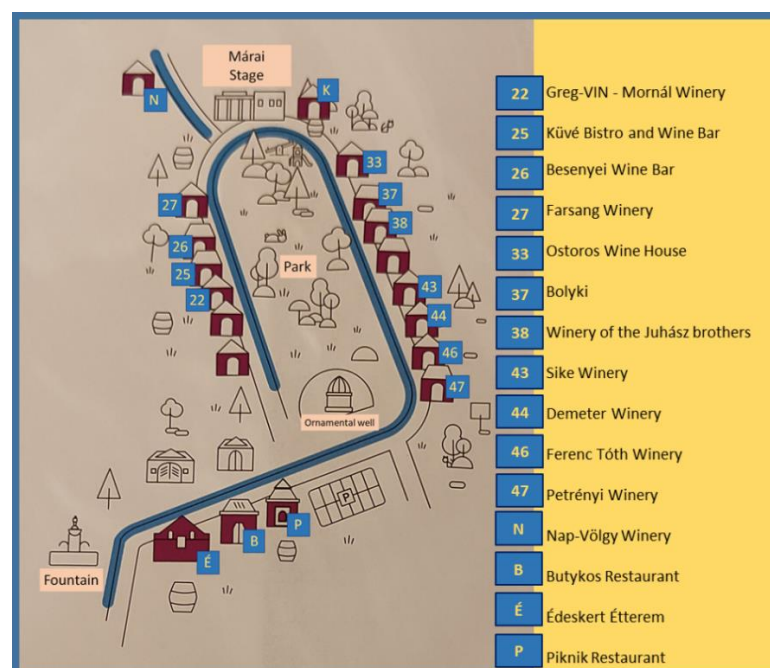 Márai
Stage
N
K
33
27
37
38
26
Park
25
22
43
44
46
47
Ornamental well
P
B
P
É
Fountain
22 Greg-VIN - Mornál Winery
25 Küvé Bistro and Wine Bar
26 Besenyei Wine Bar
27 Farsang Winery
33 Ostoros Wine House
37 Bolyki
38 Winery of the Juhász brothers
43 Sike Winery
44 Demeter Winery
46 Ferenc Tóth Winery
47 Petrényi Winery
N Nap-Völgy Winery
B Butykos Restaurant
É Édeskert Étterem
P Piknik Restaurant